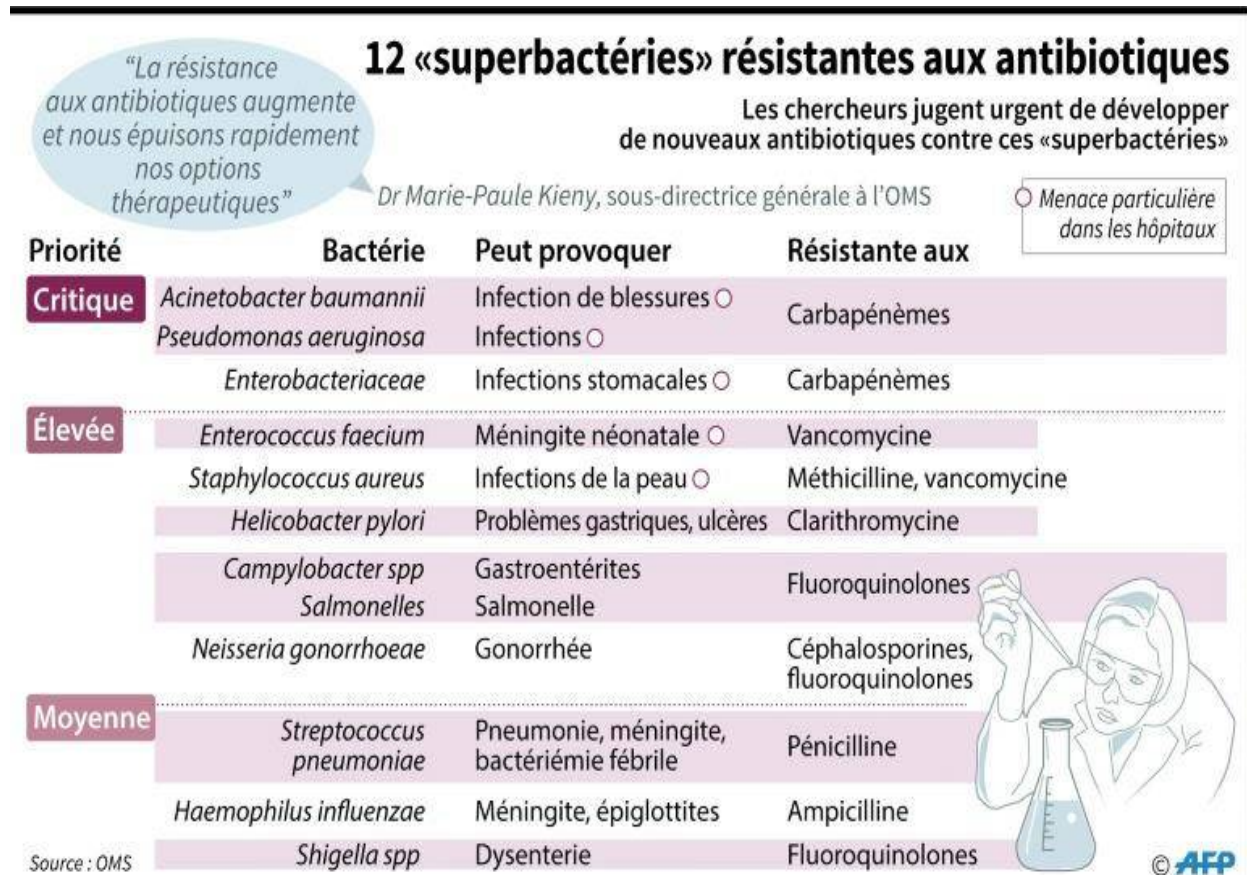 12 «superbactéries» résistantes aux antibiotiques
Les chercheurs jugent urgent de développer
de nouveaux antibiotiques contre ces «superbactéries»
“La résistance
aux antibiotiques augmente
et nous épuisons rapidement
nos options
thérapeutiques”
Dr Marie-Paule Kieny, sous-directrice générale à l'OMS
Menace particulière
dans les hôpitaux
Priorité Bactérie Peut provoquer Résistante aux
Critique Acinetobacter baumannii Infection de blessures Carbapénèmes
Pseudomonas aeruginosa Infections
Enterobacteriaceae Infections stomacales Carbapénèmes
Élevée Enterococcus faecium Méningite néonatale Vancomycine
Staphylococcus aureus Infections de la peau Méthicilline, vancomycine
Helicobacter pylori Problèmes gastriques, ulcères Clarithromycine
Campylobacter spp Gastroentérites Fluoroquinolones
Salmonelles Salmonelle
Neisseria gonorrhoeae Gonorrhée Céphalosporines,
fluoroquinolones
Moyenne Streptococcus Pneumonie, méningite, Pénicilline
pneumoniae bactériémie fébrile
Haemophilus influenzae Méningite, épiglottites Ampicilline
Shigella spp Dysenterie Fluoroquinolones
Source : OMS
© AFP